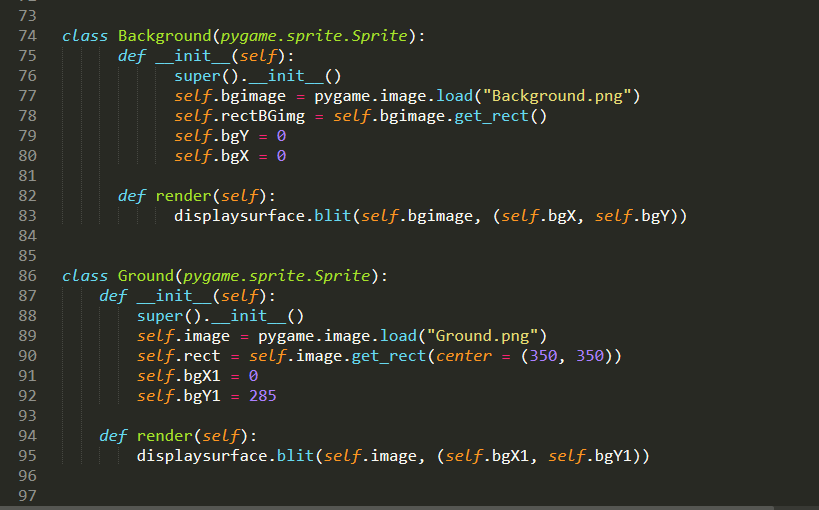 73
74 class Background(pygame.sprite.Sprite):
75 def __init__(self):
76 super().__init__()
77 self.bgimage = pygame.image.load("Background.png")
78 self.rectBGimg = self.bgimage.get_rect()
79 self.bgY = 0
80 self.bgX = 0
81
82 def render(self):
83 displaysurface.blit(self.bgimage, (self.bgX, self.bgY))
84
85
86 class Ground(pygame.sprite.Sprite):
87 def __init__(self):
88 super().__init__()
89 self.image = pygame.image.load("Ground.png")
90 self.rect = self.image.get_rect(center = (350, 350))
91 self.bgX1 = 0
92 self.bgY1 = 285
93
94 def render(self):
95 displaysurface.blit(self.image, (self.bgX1, self.bgY1))
96
97